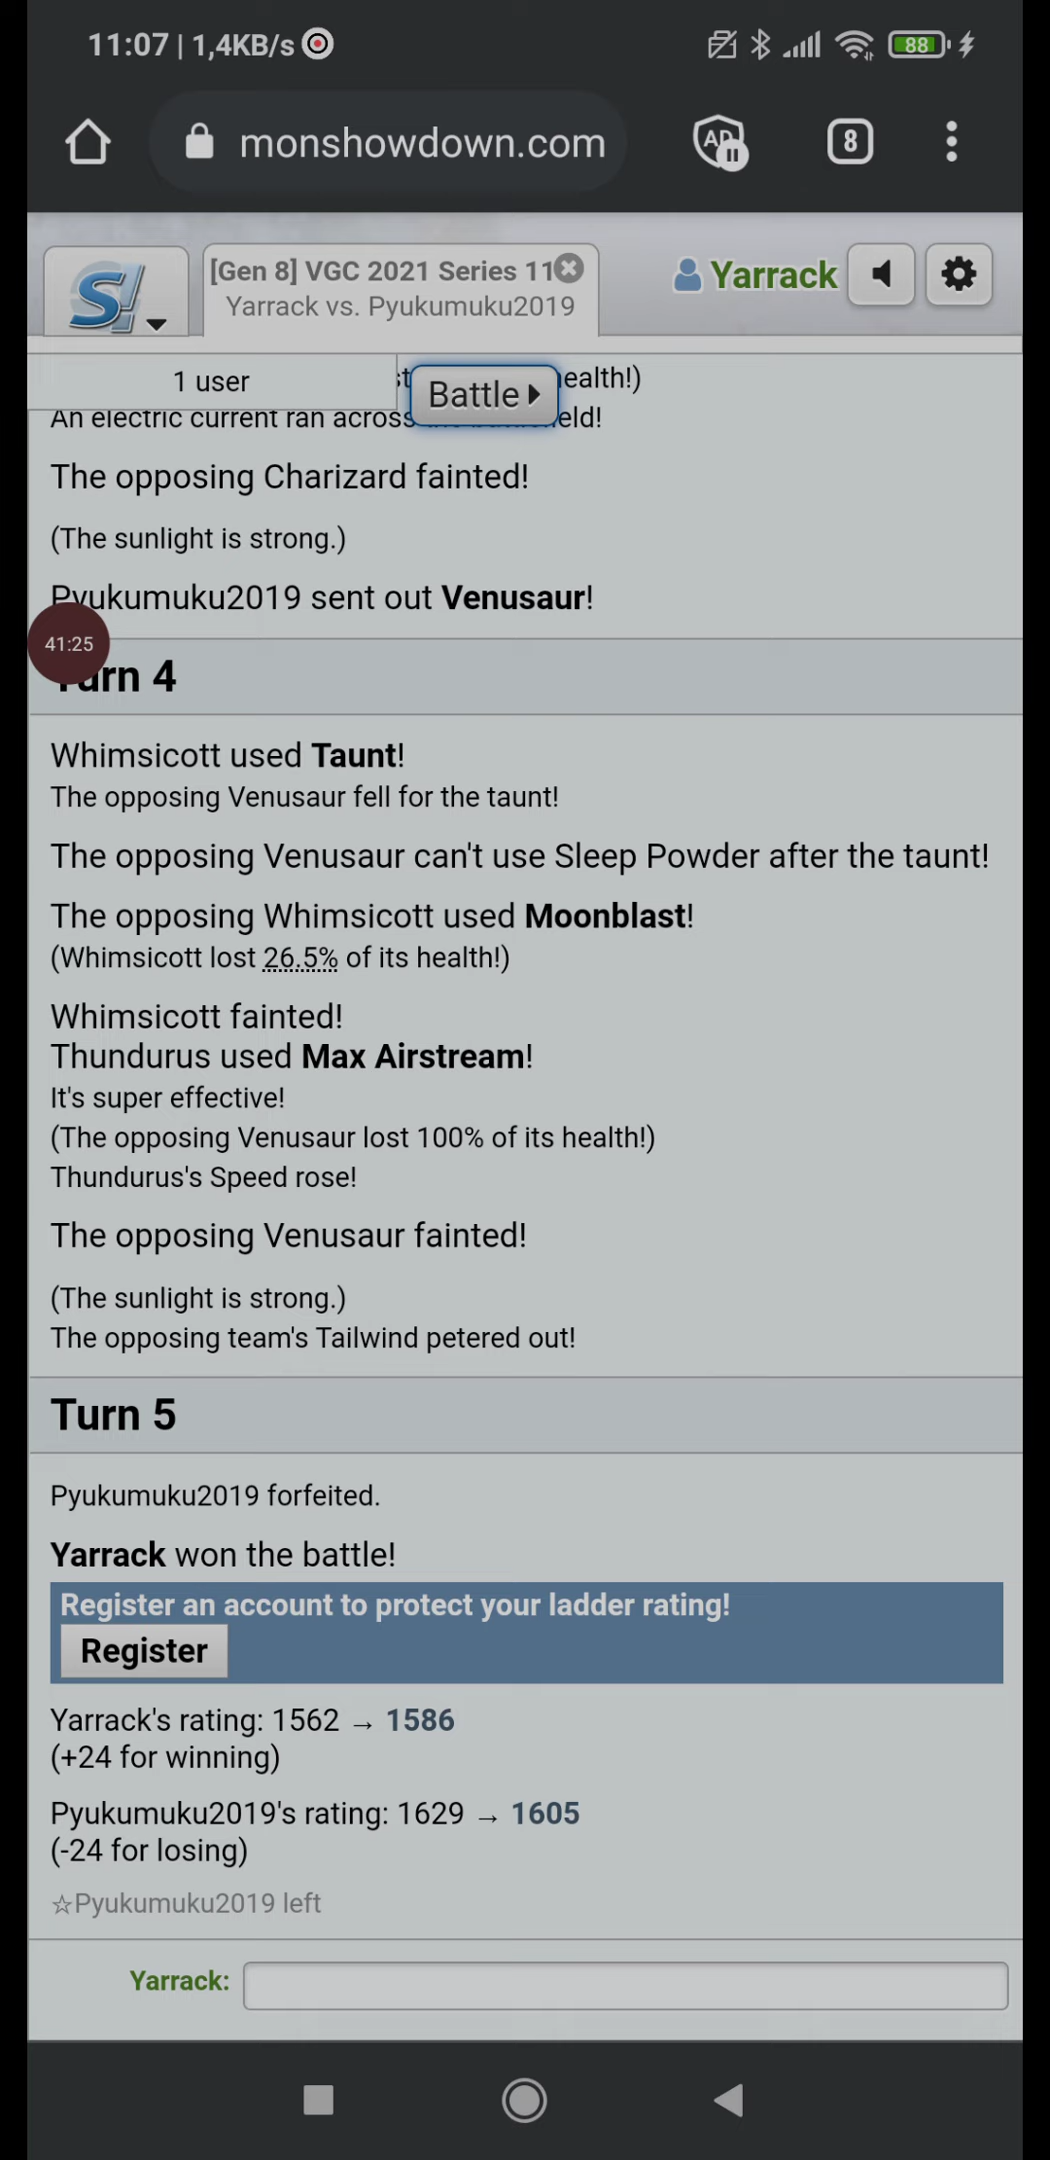 11:07 | 1,4KB/s
88
monshowdown.com
AD
8
S!
[Gen 8] VGC 2021 Series 11
Yarrack vs. Pyukumuku2019
Yarrack
1 user
Battle
ealth!)
An electric current ran across
eld!
The opposing Charizard fainted!
(The sunlight is strong.)
Pyukumuku2019 sent out Venusaur!
41:25
Turn 4
Whimsicott used Taunt!
The opposing Venusaur fell for the taunt!
The opposing Venusaur can't use Sleep Powder after the taunt!
The opposing Whimsicott used Moonblast!
(Whimsicott lost 26.5% of its health!)
Whimsicott fainted!
Thundurus used Max Airstream!
It's super effective!
(The opposing Venusaur lost 100% of its health!)
Thundurus's Speed rose!
The opposing Venusaur fainted!
(The sunlight is strong.)
The opposing team's Tailwind petered out!
Turn 5
Pyukumuku2019 forfeited.
Yarrack won the battle!
Register an account to protect your ladder rating!
Register
Yarrack's rating: 1562 → 1586
(+24 for winning)
Pyukumuku2019's rating: 1629 → 1605
(-24 for losing)
☆Pyukumuku2019 left
Yarrack: